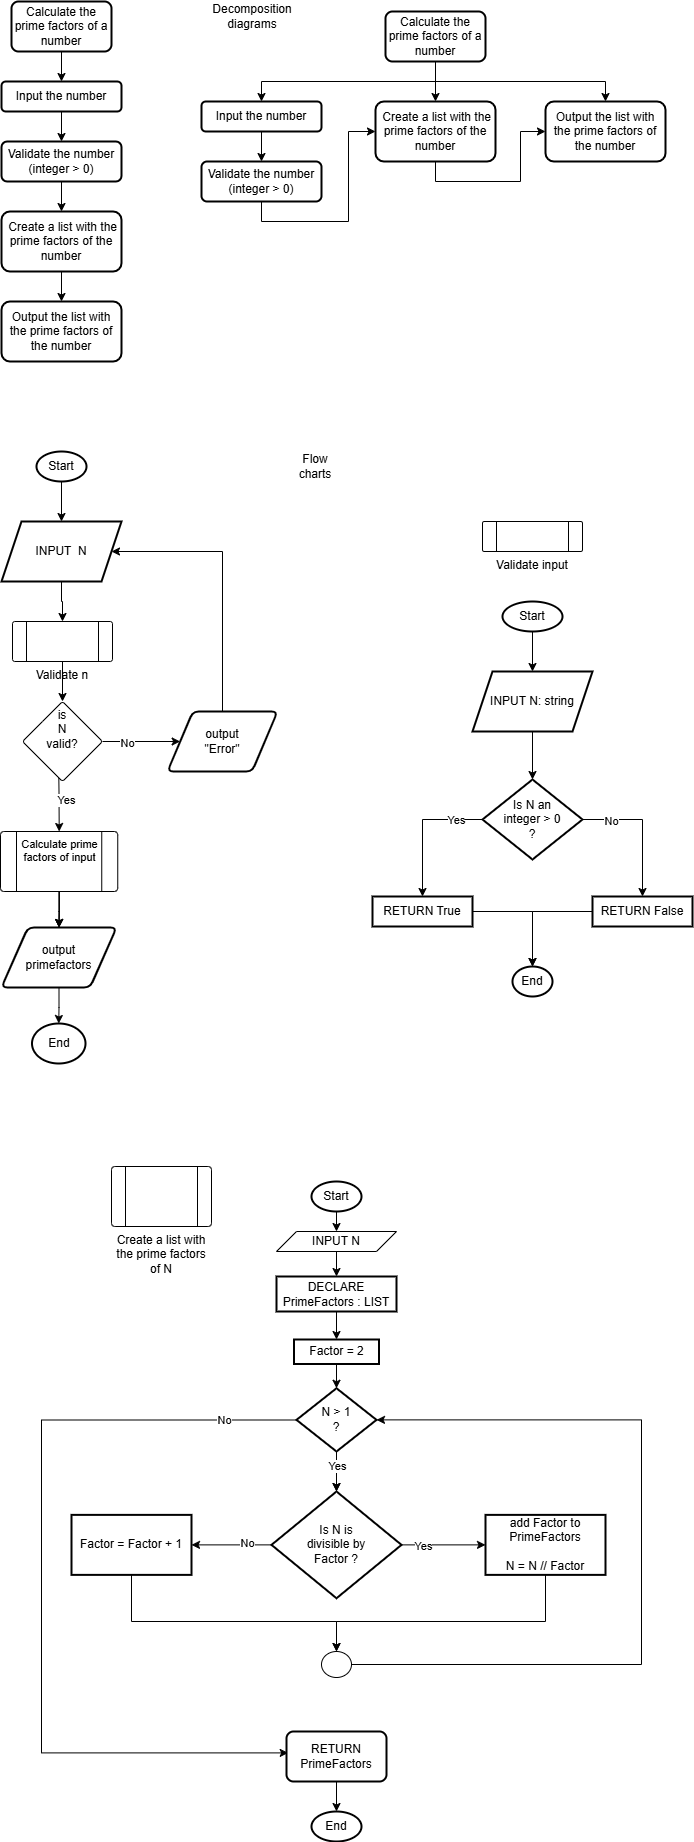 Calculate the
prime factors of a
number
Input the number
Validate the number
(integer > 0)
Create a list with the
prime factors of the
number
Output the list with
the prime factors of
the number
Decomposition
diagrams
Calculate the
prime factors of a
number
Input the number
Validate the number
(integer > 0)
Create a list with the
prime factors of the
number
Output the list with
the prime factors of
the number
Flow
charts
Start
INPUT N
Validate n
is
N
valid?
No
output
"Error"
Yes
Calculate prime
factors of input
output
primefactors
End
Validate input
Start
INPUT N: string
Is N an
integer > 0
?
Yes
No
RETURN True
RETURN False
End
Create a list with
the prime factors
of N
Start
INPUT N
DECLARE
PrimeFactors : LIST
Factor = 2
N > 1
?
No
Yes
Is N is
divisible by
Factor ?
No
Yes
Factor = Factor + 1
add Factor to
PrimeFactors
N = N // Factor
RETURN
PrimeFactors
End